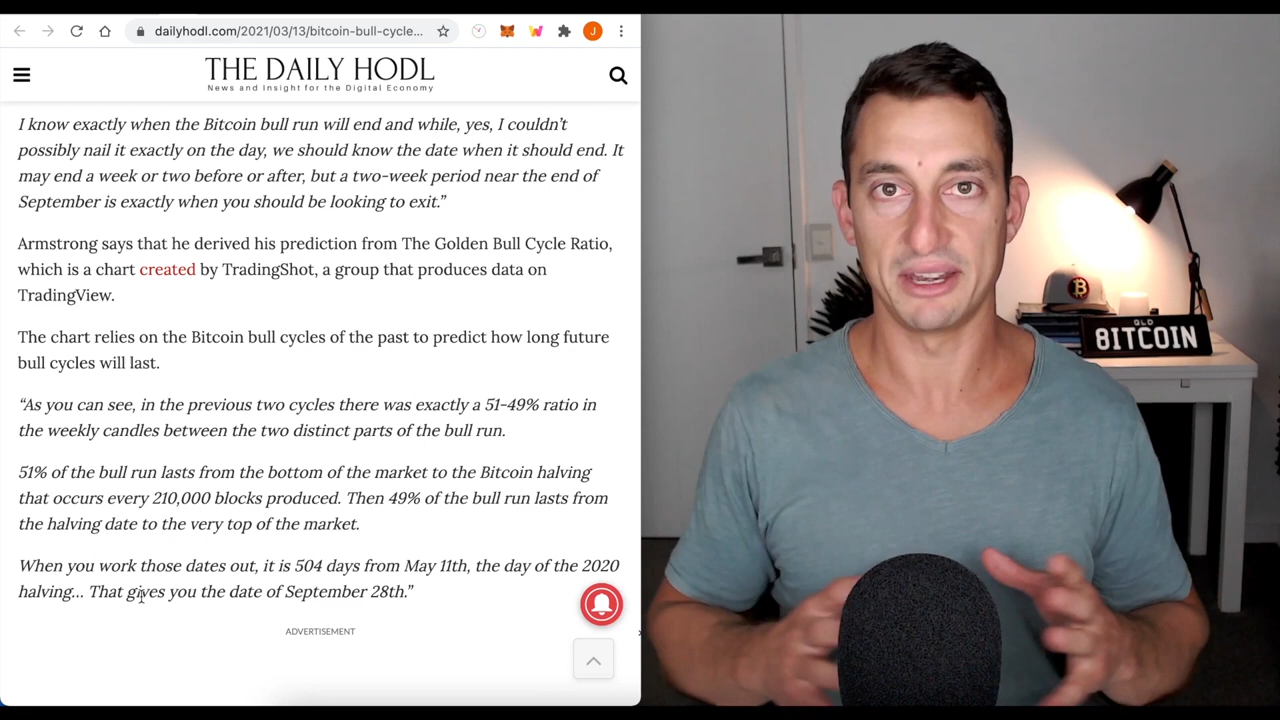 dailyhodl.com/2021/03/13/bitcoin-bull-cycle...
J
THE DAILY HODL
News and Insight for the Digital Economy
I know exactly when the Bitcoin bull run will end and while, yes, I couldn't
possibly nail it exactly on the day, we should know the date when it should end. It
may end a week or two before or after, but a two-week period near the end of
September is exactly when you should be looking to exit.”
Armstrong says that he derived his prediction from The Golden Bull Cycle Ratio,
which is a chart created by TradingShot, a group that produces data on
TradingView.
The chart relies on the Bitcoin bull cycles of the past to predict how long future
bull cycles will last.
“As you can see, in the previous two cycles there was exactly a 51-49% ratio in
the weekly candles between the two distinct parts of the bull run.
51% of the bull run lasts from the bottom of the market to the Bitcoin halving
that occurs every 210,000 blocks produced. Then 49% of the bull run lasts from
the halving date to the very top of the market.
When you work those dates out, it is 504 days from May 11th, the day of the 2020
halving… That gives you the date of September 28th.”
ADVERTISEMENT
QLD
8ITCOIN